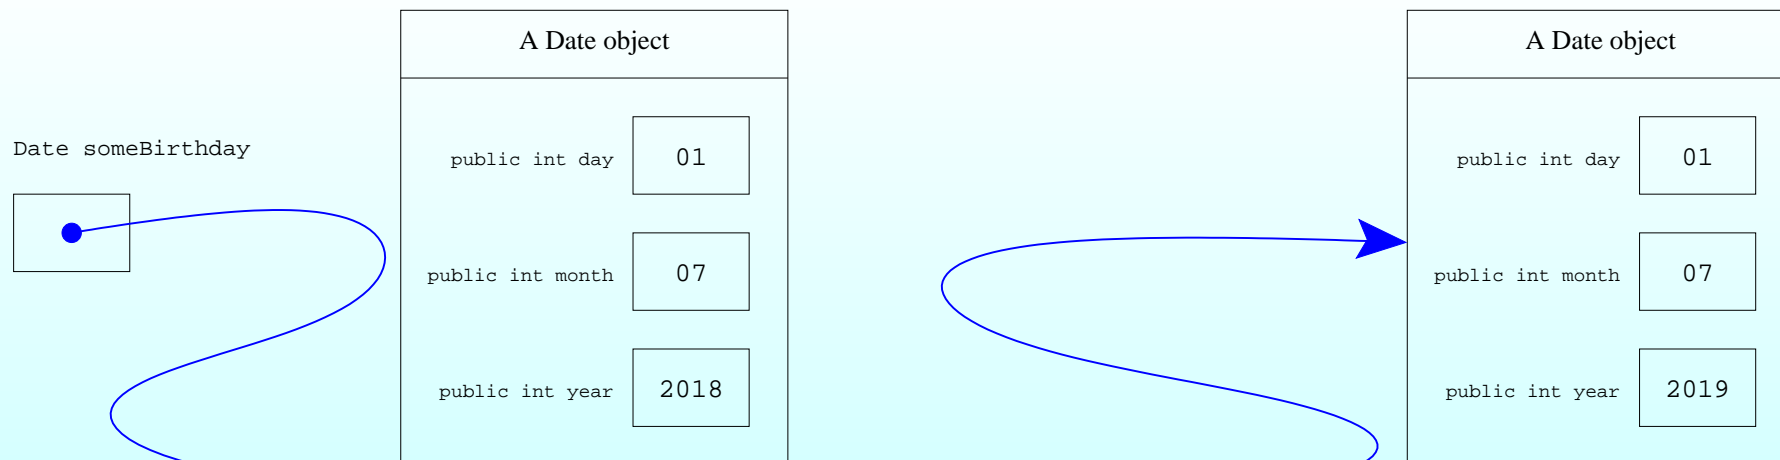 A Date object
Date someBirthday
public int day 01
public int month 07
public int year 2018
A Date object
public int day 01
public int month 07
public int year 2019